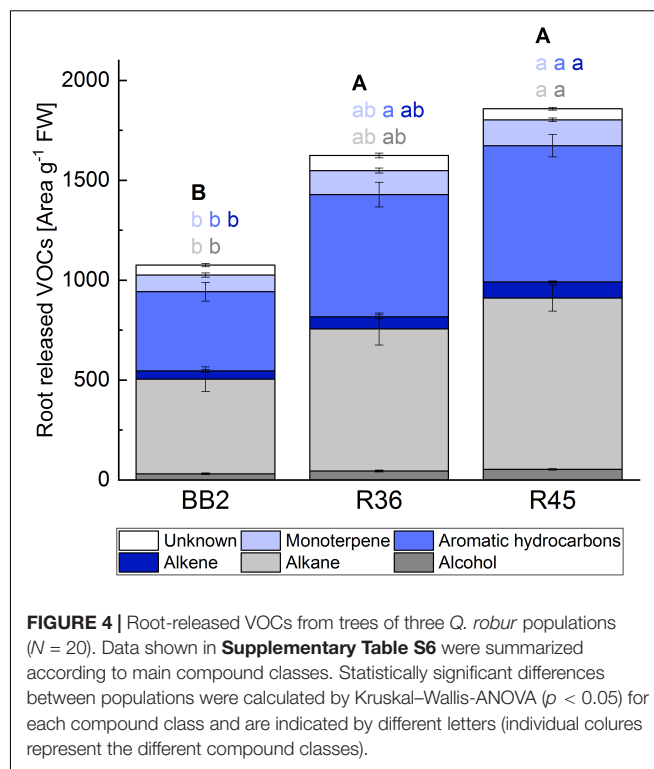 Root released VOCs [Area g⁻¹ FW]
2000
1500
1000
500
0
B
b b b
b b
A
ab a ab
ab ab
A
a a a
a a
BB2 R36 R45
Unknown Monoterpene Aromatic hydrocarbons
Alkene Alkane Alcohol
FIGURE 4 | Root-released VOCs from trees of three Q. robur populations
(N = 20). Data shown in Supplementary Table S6 were summarized
according to main compound classes. Statistically significant differences
between populations were calculated by Kruskal–Wallis-ANOVA (p < 0.05) for
each compound class and are indicated by different letters (individual colures
represent the different compound classes).